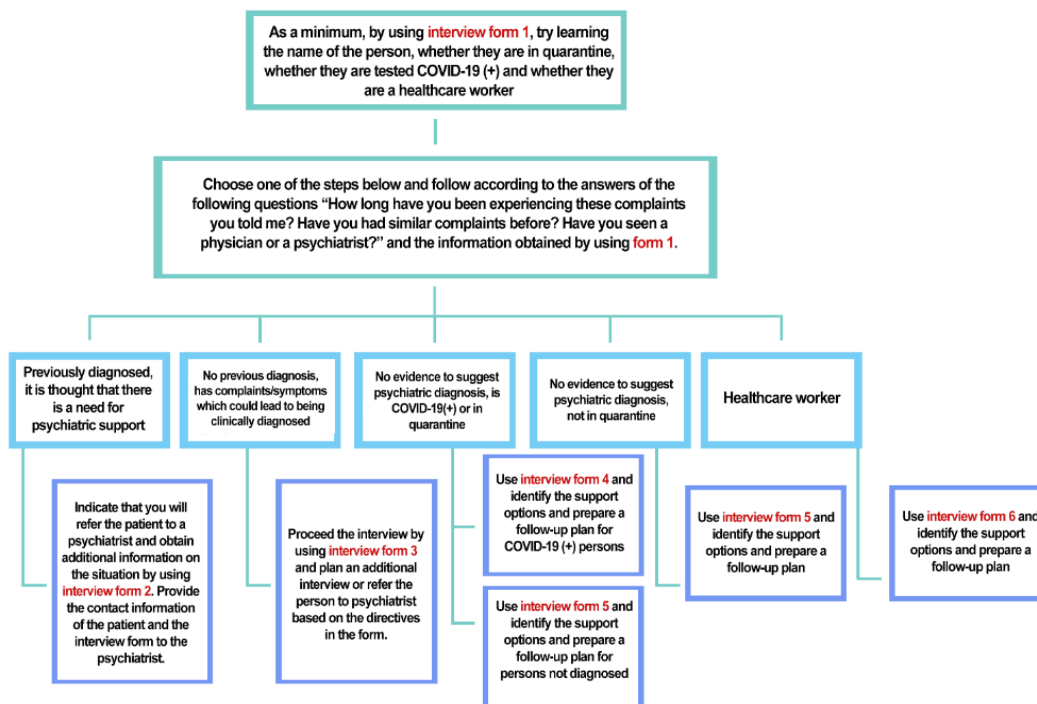 As a minimum, by using interview form 1, try learning
the name of the person, whether they are in quarantine,
whether they are tested COVID-19 (+) and whether they
are a healthcare worker
Choose one of the steps below and follow according to the answers of the
following questions “How long have you been experiencing these complaints
you told me? Have you had similar complaints before? Have you seen a
physician or a psychiatrist?” and the information obtained by using form 1.
Previously diagnosed,
it is thought that there
is a need for
psychiatric support
No previous diagnosis,
has complaints/symptoms
which could lead to being
clinically diagnosed
No evidence to suggest
psychiatric diagnosis, is
COVID-19(+) or in
quarantine
No evidence to suggest
psychiatric diagnosis,
not in quarantine
Healthcare worker
Indicate that you will
refer the patient to a
psychiatrist and obtain
additional information on
the situation by using
interview form 2. Provide
the contact information
of the patient and the
interview form to the
psychiatrist.
Proceed the interview by
using interview form 3
and plan an additional
interview or refer the
person to psychiatrist
based on the directives
in the form.
Use interview form 4 and
identify the support
options and prepare a
follow-up plan for
COVID-19 (+) persons
Use interview form 5 and
identify the support
options and prepare a
follow-up plan for
persons not diagnosed
Use interview form 5 and
identify the support
options and prepare a
follow-up plan
Use interview form 6 and
identify the support
options and prepare a
follow-up plan